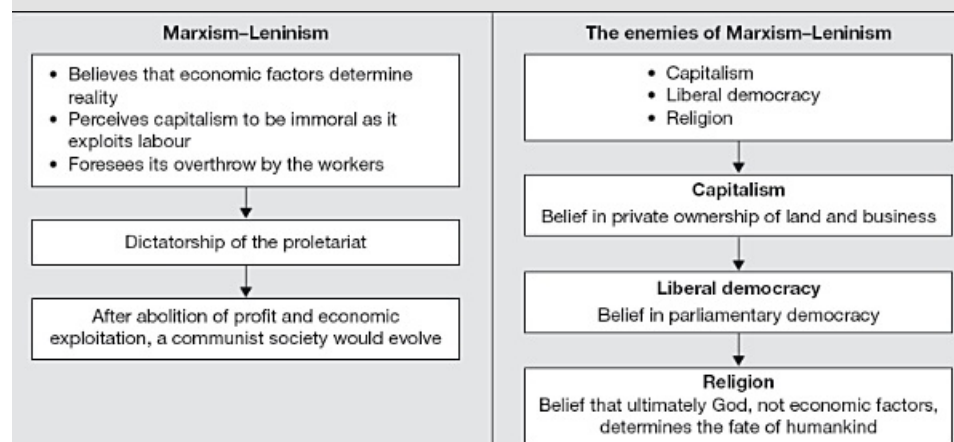 Marxism–Leninism
• Believes that economic factors determine
reality
• Perceives capitalism to be immoral as it
exploits labour
• Foresees its overthrow by the workers
Dictatorship of the proletariat
After abolition of profit and economic
exploitation, a communist society would evolve
The enemies of Marxism–Leninism
• Capitalism
• Liberal democracy
• Religion
Capitalism
Belief in private ownership of land and business
Liberal democracy
Belief in parliamentary democracy
Religion
Belief that ultimately God, not economic factors,
determines the fate of humankind